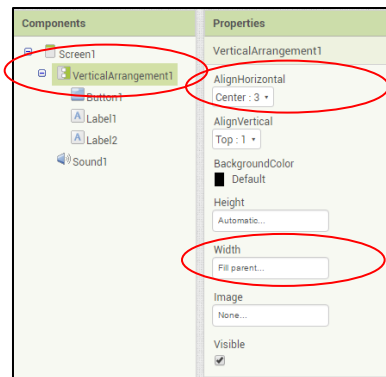 Components
Screen1
VerticalArrangement1
Button1
A Label1
A Label2
Sound1
Properties
VerticalArrangement1
AlignHorizontal
Center : 3
AlignVertical
Top : 1
BackgroundColor
Default
Height
Automatic...
Width
Fill parent...
Image
None...
Visible